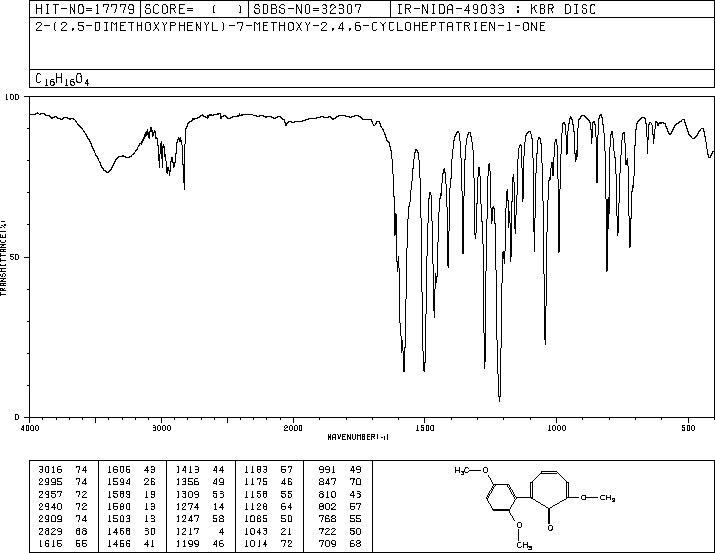 HIT-NO=17779 SCORE= ( ) SDBS-NO=32307 IR-NIDA-49033 : KBR DISC
2-(2,5-DIMETHOXYPHENYL)-7-METHOXY-2,4,6-CYCLOHEPTATRIEN-1-ONE
C16H16O4
100
TRANSMITTANCE(%)
50
0
4000 3000 2000 1500 1000 500
WAVENUMBER(-1)
3016 74 1606 43 1413 44 1183 67 991 49
2995 74 1594 26 1356 49 1175 46 847 70
2957 72 1589 19 1309 53 1158 55 810 46
2940 72 1580 13 1274 14 1128 64 802 57
2909 74 1503 13 1247 58 1085 50 768 55
2829 68 1468 30 1217 4 1043 21 722 50
1615 55 1456 41 1199 46 1014 72 709 68
H3C
O
O
CH3
O
O
CH3